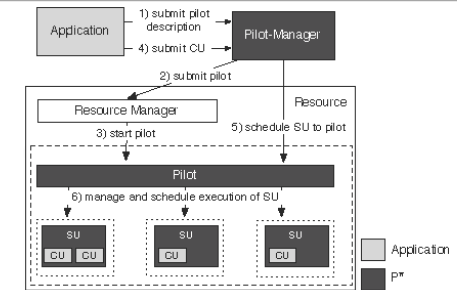 1) submit pilot
description
Application
Pilot-Manager
4) submit CU
2) submit pilot
Resource
Resource Manager
3) start pilot
5) schedule SU to pilot
Pilot
6) manage and schedule execution of SU
SU
CU CU
SU
CU
SU
CU
Application
P*